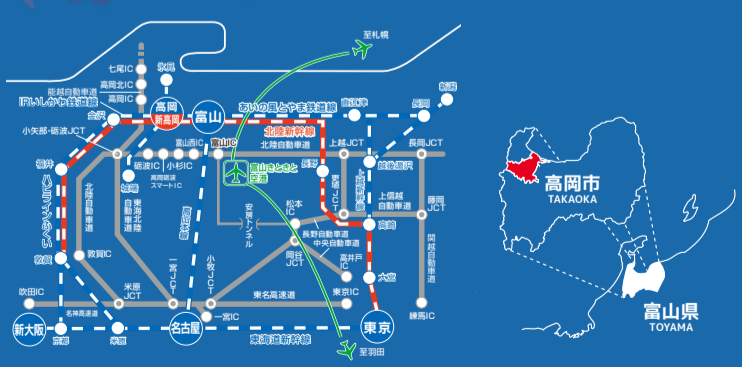 至札幌
七尾IC
氷見
高岡北IC
能越自動車道
高岡IC
IRいしかわ鉄道線
金沢
高岡
新高岡
富山
あいの風とやま鉄道線
直江津
長岡
新潟
小矢部・砺波JCT
北陸新幹線
北陸自動車道
富山西IC
富山IC
上越JCT
長岡JCT
砺波IC
小杉IC
高岡砺波
スマートIC
城端
福井
ハピラインふくい
北陸自動車道
東海北陸
自動車道
高山本線
富山きときと
空港
長野
更埴JCT
上越新幹線
越後湯沢
上信越
自動車道
藤岡
JCT
松本
IC
安房トンネル
長野自動車道
中央自動車道
岡谷
JCT
高崎
関越自動車道
高井戸
IC
大宮
敦賀
敦賀IC
米原
JCT
一宮JCT
小牧JCT
吹田IC
名神高速道
東名高速道
東京IC
一宮IC
練馬IC
新大阪
京都
米原
名古屋
東海道新幹線
東京
至羽田
高岡市
TAKAOKA
富山県
TOYAMA